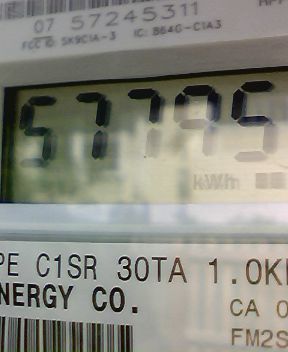 07 57245311
FCC ID: SK9C1A-3 IC: 864G-C1A3
57795
kWh
PE C1SR 30TA 1.0K
NERGY CO.
CA 0
FM2S